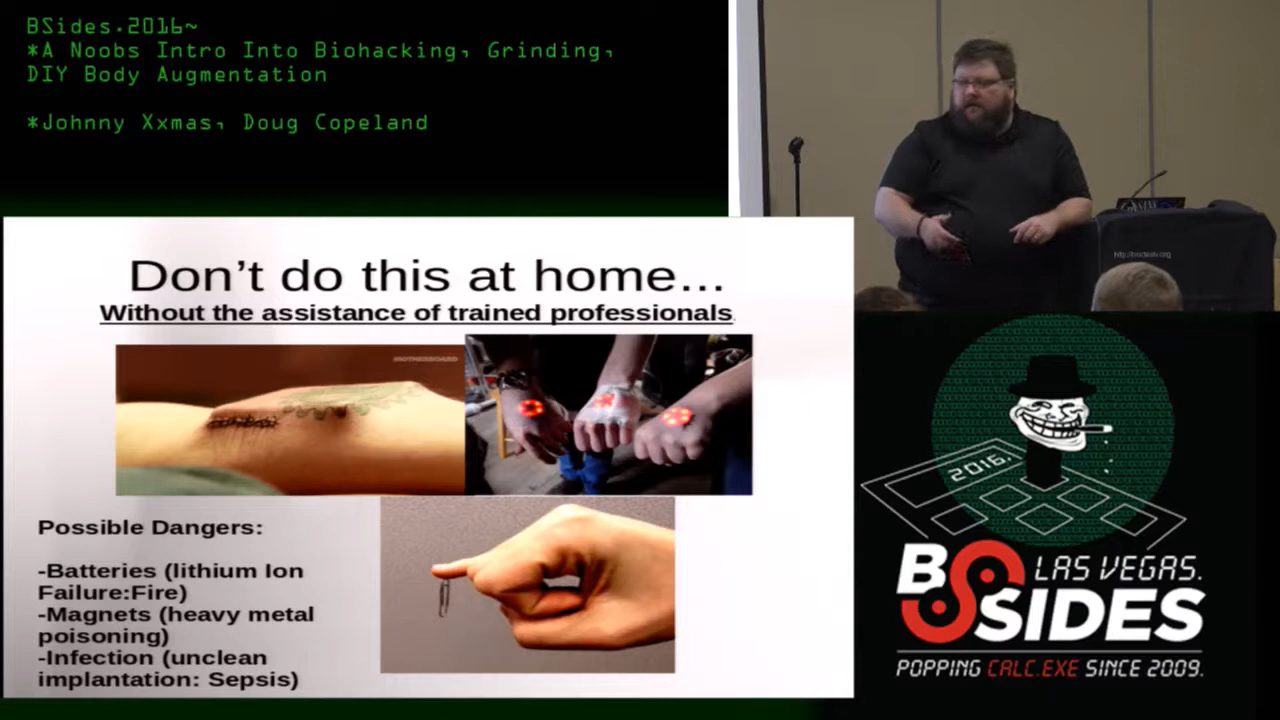 BSides.2016~
*A Noobs Intro Into Biohacking, Grinding,
DIY Body Augmentation
*Johnny Xxmas, Doug Copeland
Don't do this at home...
Without the assistance of trained professionals.
MOTHERBOARD
Possible Dangers:
-Batteries (lithium Ion
Failure:Fire)
-Magnets (heavy metal
poisoning)
-Infection (unclean
implantation: Sepsis)
2016.
BSIDES
LAS VEGAS.
POPPING CALC.EXE SINCE 2009.